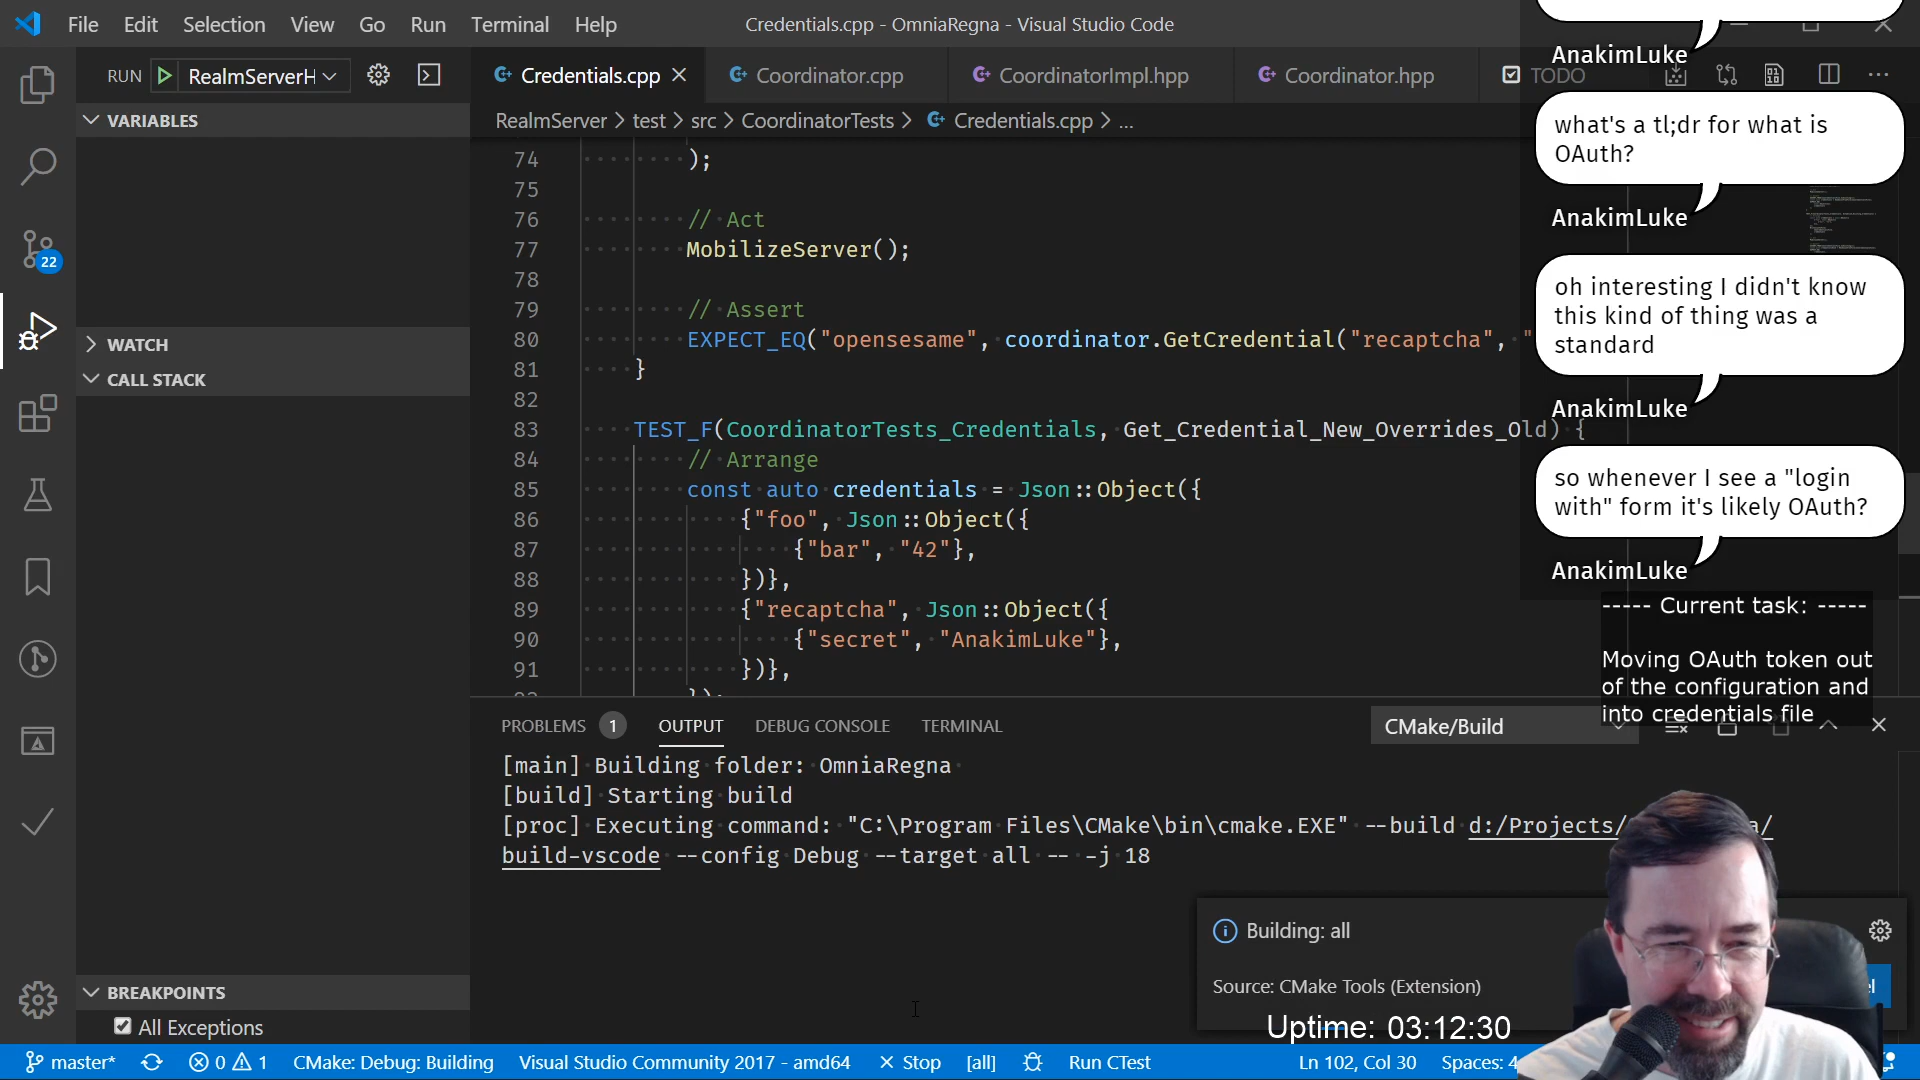 File Edit Selection View Go Run Terminal Help
Credentials.cpp - OmniaRegna - Visual Studio Code
RUN RealmServerH
Credentials.cpp
Coordinator.cpp
CoordinatorImpl.hpp
Coordinator.hpp
TODO
VARIABLES
RealmServer > test > src > CoordinatorTests > Credentials.cpp > ...
74 );
75
76 // Act
77 MobilizeServer();
78
79 // Assert
80 EXPECT_EQ("opensesame", coordinator.GetCredential("recaptcha", "
81 }
82
83 TEST_F(CoordinatorTests_Credentials, Get_Credential_New_Overrides_Old) {
84 // Arrange
85 const auto credentials = Json::Object({
86 {"foo", Json::Object({
87 {"bar", "42"},
88 })},
89 {"recaptcha", Json::Object({
90 {"secret", "AnakimLuke"},
91 })},
WATCH
CALL STACK
22
BREAKPOINTS
All Exceptions
AnakimLuke
what's a tl;dr for what is
OAuth?
AnakimLuke
oh interesting I didn't know
this kind of thing was a
standard
AnakimLuke
so whenever I see a "login
with" form it's likely OAuth?
AnakimLuke
----- Current task: -----
Moving OAuth token out
of the configuration and
into credentials file
PROBLEMS 1 OUTPUT DEBUG CONSOLE TERMINAL
CMake/Build
[main] Building folder: OmniaRegna
[build] Starting build
[proc] Executing command: "C:\Program Files\CMake\bin\cmake.EXE" --build d:/Projects/
build-vscode --config Debug --target all -- -j 18
Building: all
Source: CMake Tools (Extension)
Uptime: 03:12:30
master* 0 1 CMake: Debug: Building Visual Studio Community 2017 - amd64 Stop [all] Run CTest Ln 102, Col 30 Spaces: 4